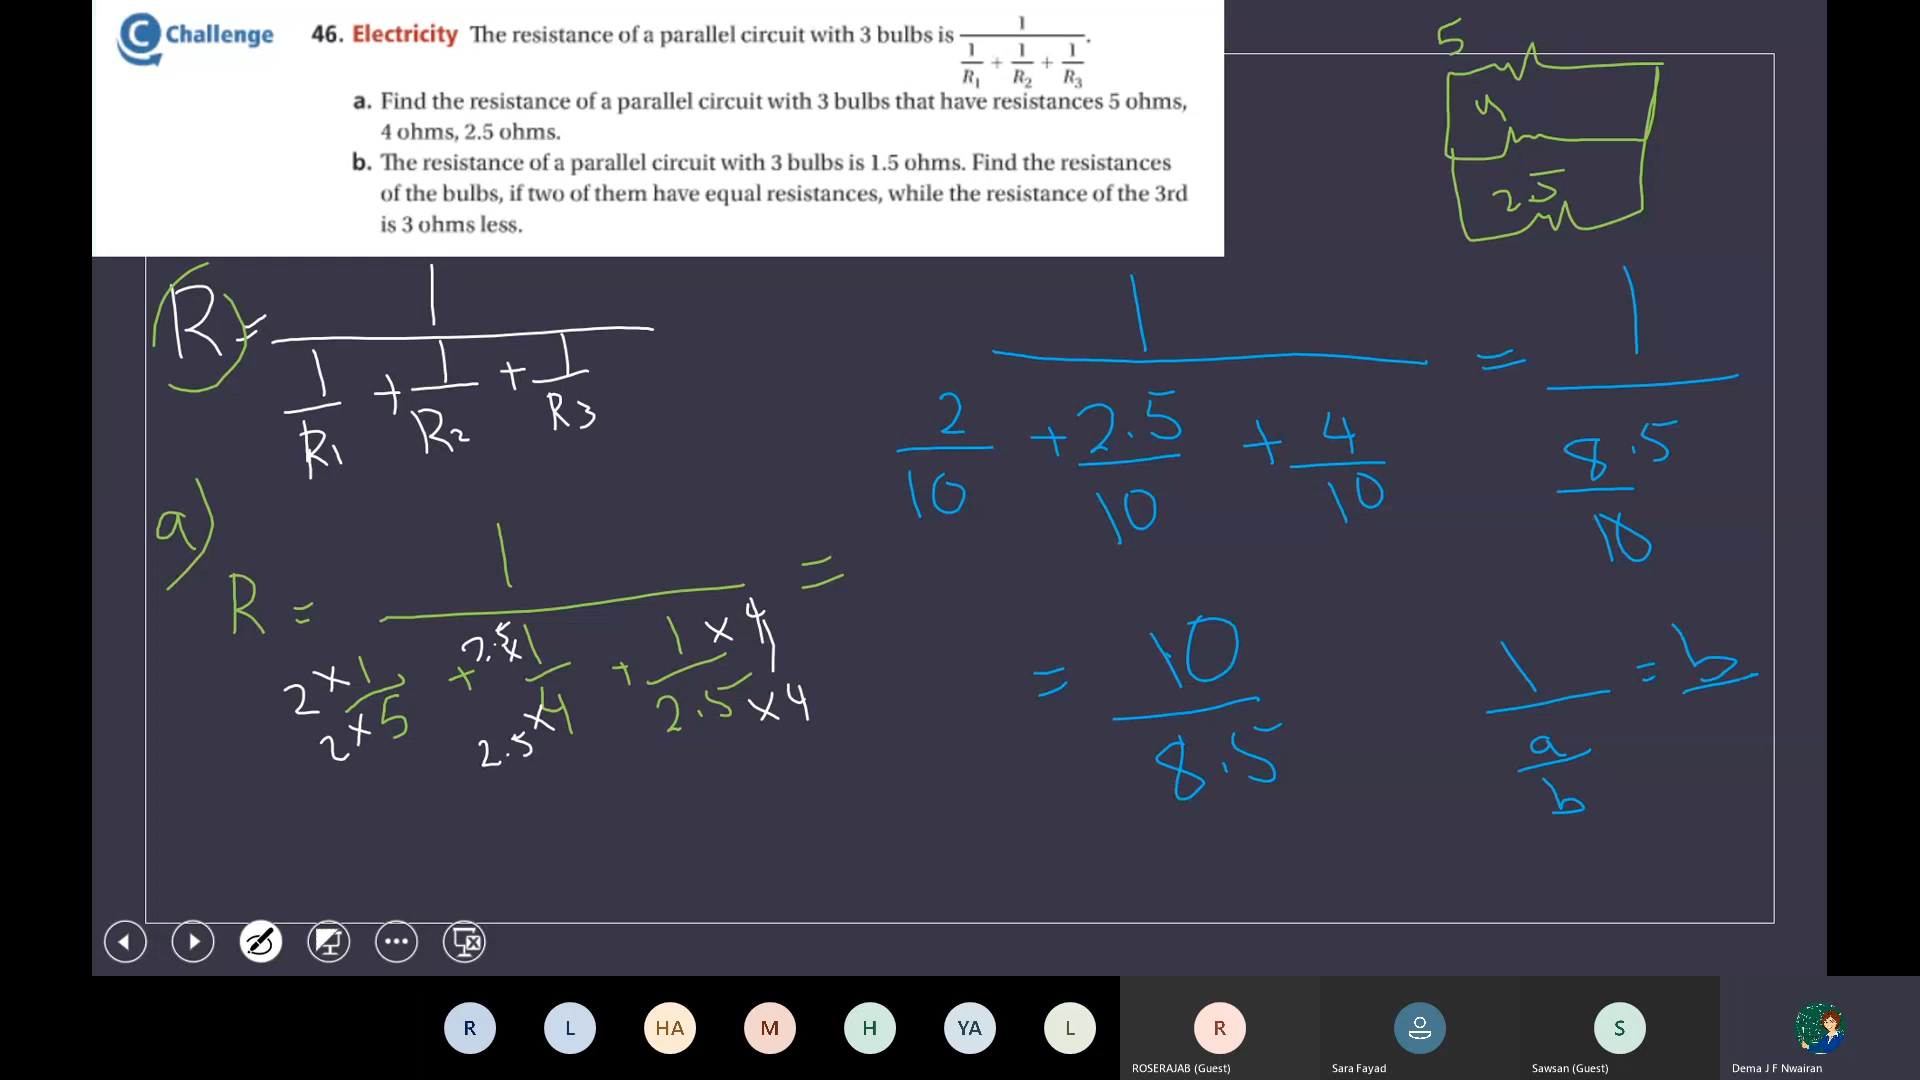 Challenge
46. Electricity The resistance of a parallel circuit with 3 bulbs is 1/(1/R₁ + 1/R₂ + 1/R₃).
a. Find the resistance of a parallel circuit with 3 bulbs that have resistances 5 ohms,
4 ohms, 2.5 ohms.
b. The resistance of a parallel circuit with 3 bulbs is 1.5 ohms. Find the resistances
of the bulbs, if two of them have equal resistances, while the resistance of the 3rd
is 3 ohms less.
5
4
2.5
R = 1/(1/R1 + 1/R2 + 1/R3)
a)
R = 1/((2×1)/(2×5) + (2.5×1)/(2.5×4) + (1×4)/(2.5×4)) =
1/(2/10 + 2.5/10 + 4/10) = 1/(8.5/10)
= 10/8.5
1/(a/b) = b
R
L
HA
M
H
YA
L
R
S
ROSERAJAB (Guest)
Sara Fayad
Sawsan (Guest)
Dema J F Nwairan